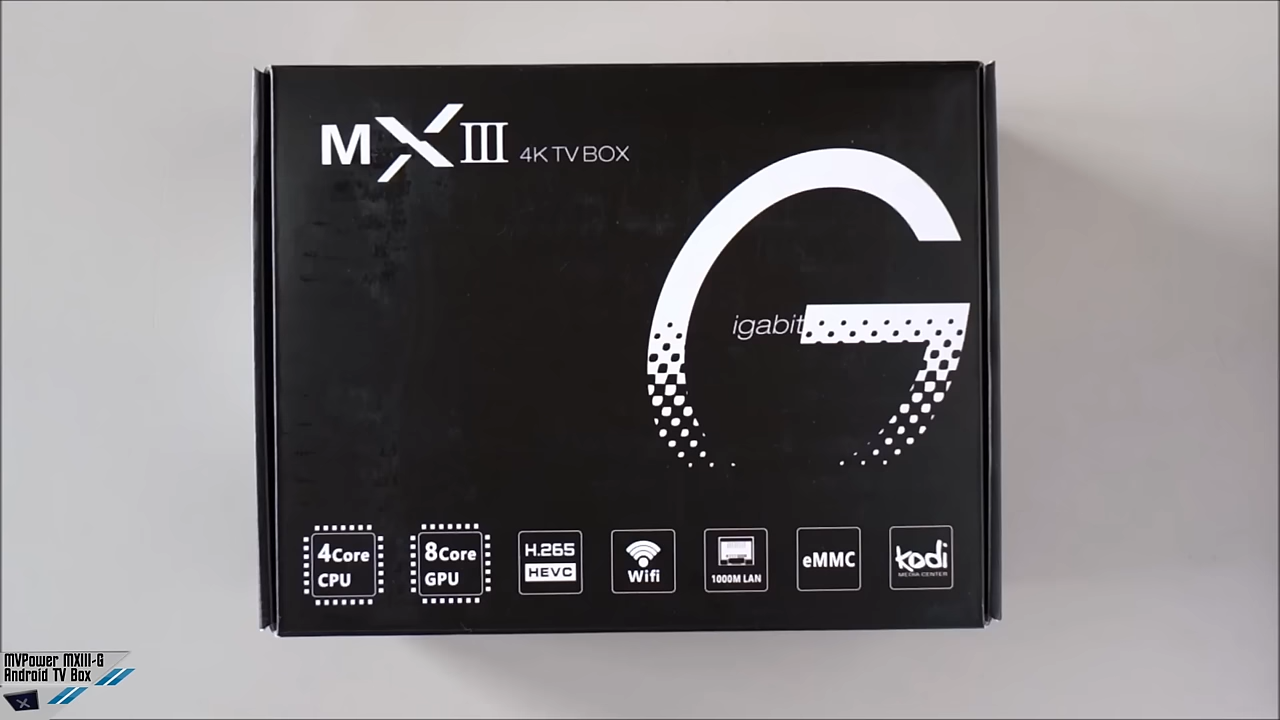 MXIII 4K TV BOX
Gigabit
4Core
CPU
8Core
GPU
H.265
HEVC
Wifi
1000M LAN
eMMC
kodi
MEDIA CENTER
MVPower MXIII-G
Android TV Box
X